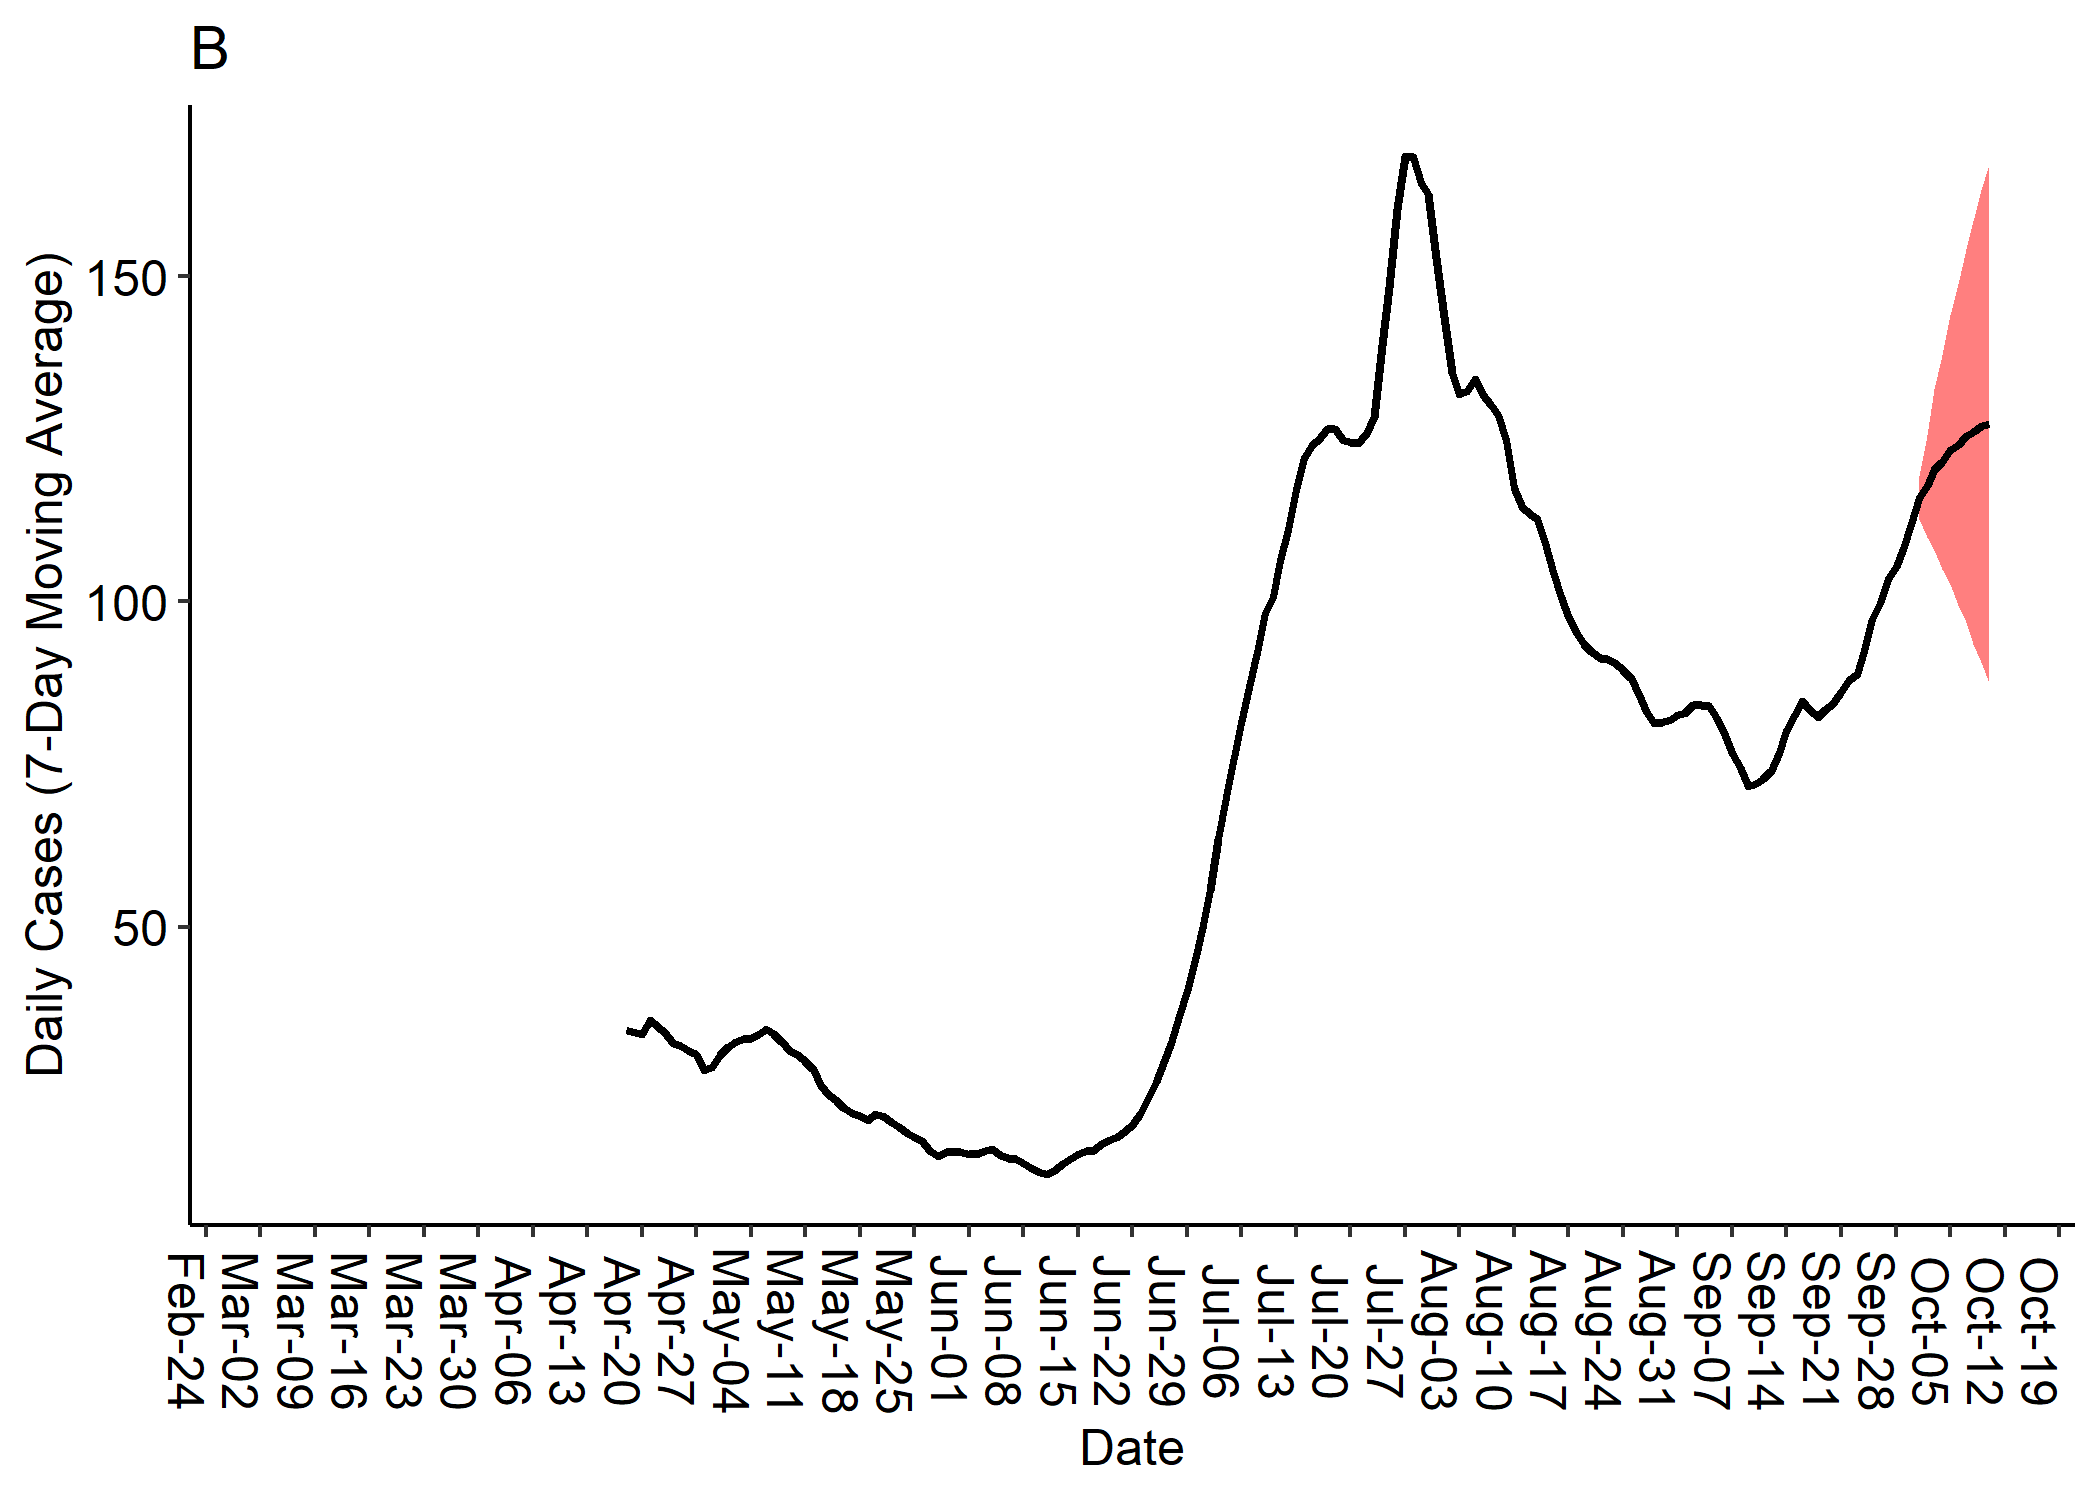 B
Daily Cases (7-Day Moving Average)
150
100
50
Feb-24
Mar-02
Mar-09
Mar-16
Mar-23
Mar-30
Apr-06
Apr-13
Apr-20
Apr-27
May-04
May-11
May-18
May-25
Jun-01
Jun-08
Jun-15
Jun-22
Jun-29
Jul-06
Jul-13
Jul-20
Jul-27
Aug-03
Aug-10
Aug-17
Aug-24
Aug-31
Sep-07
Sep-14
Sep-21
Sep-28
Oct-05
Oct-12
Oct-19
Date